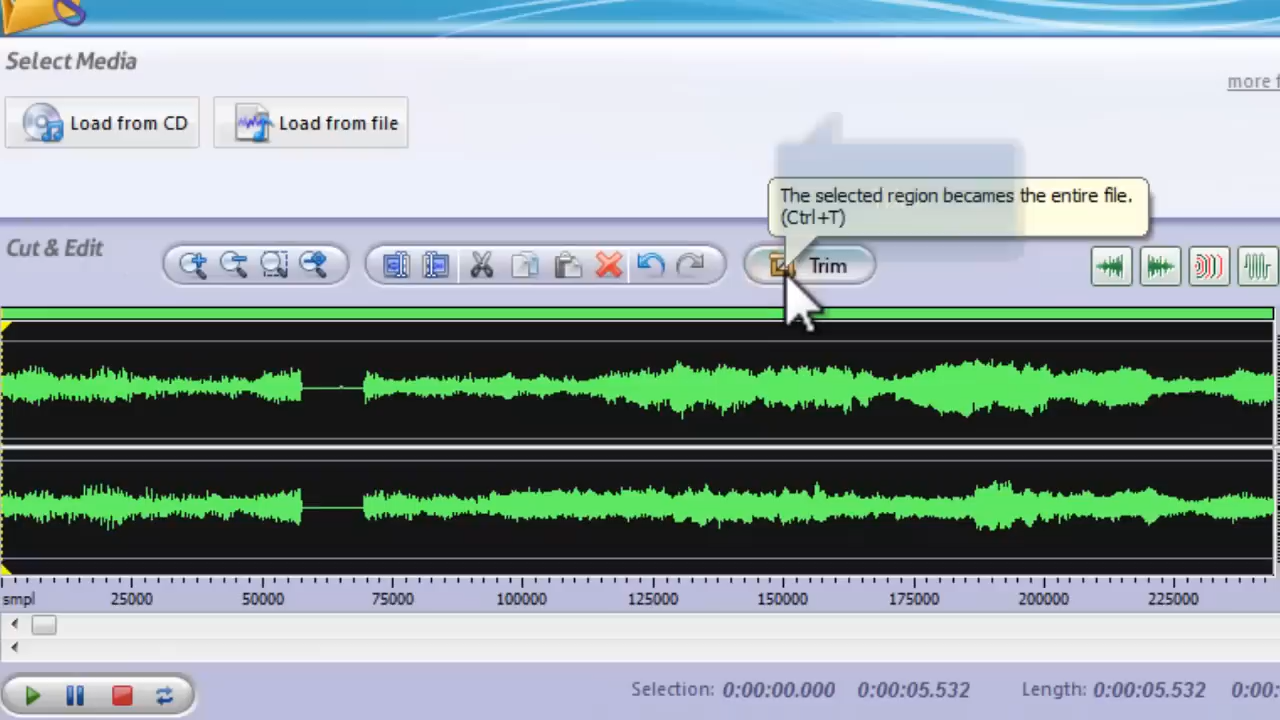 Select Media
more f
Load from CD
Load from file
The selected region becames the entire file.
(Ctrl+T)
Cut & Edit
Trim
smpl 25000 50000 75000 100000 125000 150000 175000 200000 225000
Selection: 0:00:00.000 0:00:05.532 Length: 0:00:05.532 0:00: